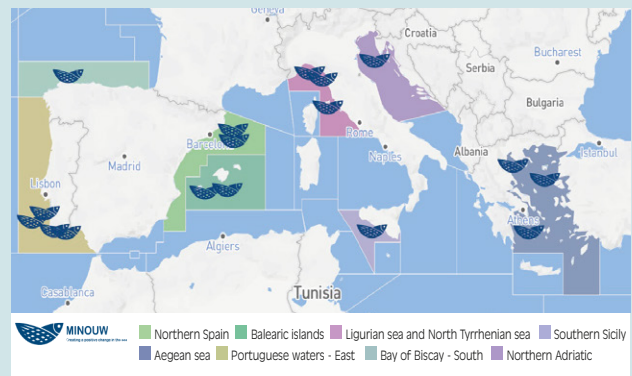 Geneva
Croatia
Bucharest
Serbia
Bulgaria
Rome
Albania
Istanbul
Naples
Madrid
Lisbon
Athens
Algiers
Casablanca
Tunisia
MINOUW
Northern Spain Balearic islands Ligurian sea and North Tyrrhenian sea Southern Sicily
Aegean sea Portuguese waters - East Bay of Biscay - South Northern Adriatic